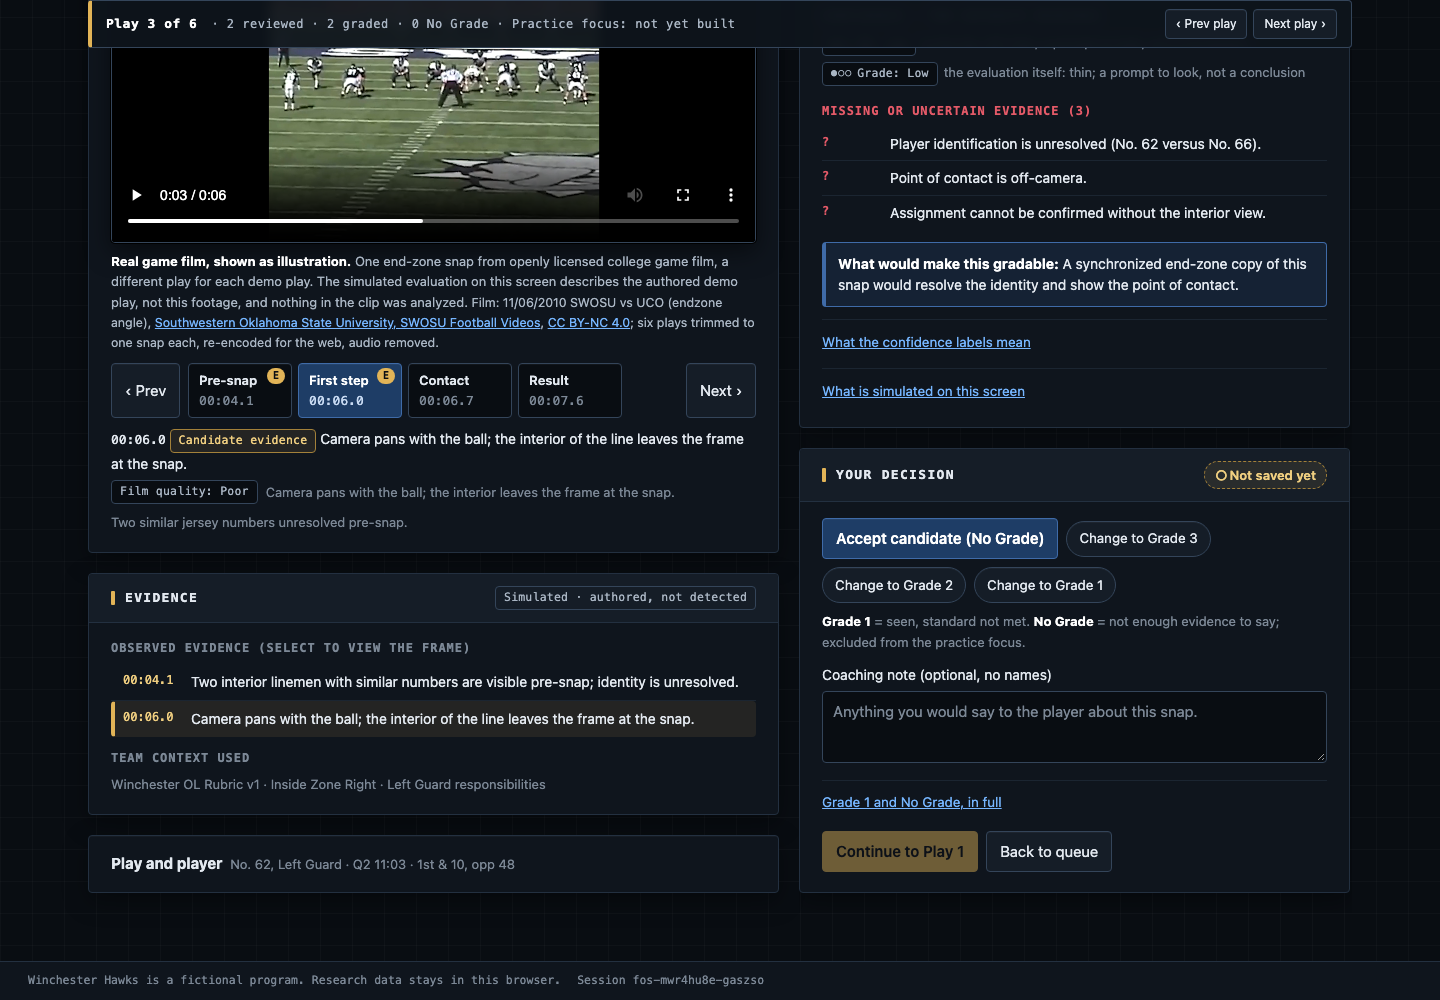 Play 3 of 6 · 2 reviewed · 2 graded · 0 No Grade · Practice focus: not yet built
‹ Prev play
Next play ›
0:03 / 0:06
Real game film, shown as illustration. One end-zone snap from openly licensed college game film, a
different play for each demo play. The simulated evaluation on this screen describes the authored demo
play, not this footage, and nothing in the clip was analyzed. Film: 11/06/2010 SWOSU vs UCO (endzone
angle), Southwestern Oklahoma State University, SWOSU Football Videos, CC BY-NC 4.0; six plays trimmed to
one snap each, re-encoded for the web, audio removed.
‹ Prev
Pre-snap E
00:04.1
First step E
00:06.0
Contact
00:06.7
Result
00:07.6
Next ›
00:06.0 Candidate evidence Camera pans with the ball; the interior of the line leaves the frame
at the snap.
Film quality: Poor Camera pans with the ball; the interior leaves the frame at the snap.
Two similar jersey numbers unresolved pre-snap.
EVIDENCE
Simulated · authored, not detected
OBSERVED EVIDENCE (SELECT TO VIEW THE FRAME)
00:04.1 Two interior linemen with similar numbers are visible pre-snap; identity is unresolved.
00:06.0 Camera pans with the ball; the interior of the line leaves the frame at the snap.
TEAM CONTEXT USED
Winchester OL Rubric v1 · Inside Zone Right · Left Guard responsibilities
Play and player No. 62, Left Guard · Q2 11:03 · 1st & 10, opp 48
Grade: Low the evaluation itself: thin; a prompt to look, not a conclusion
MISSING OR UNCERTAIN EVIDENCE (3)
? Player identification is unresolved (No. 62 versus No. 66).
? Point of contact is off-camera.
? Assignment cannot be confirmed without the interior view.
What would make this gradable: A synchronized end-zone copy of this
snap would resolve the identity and show the point of contact.
What the confidence labels mean
What is simulated on this screen
YOUR DECISION
Not saved yet
Accept candidate (No Grade)
Change to Grade 3
Change to Grade 2
Change to Grade 1
Grade 1 = seen, standard not met. No Grade = not enough evidence to say;
excluded from the practice focus.
Coaching note (optional, no names)
Anything you would say to the player about this snap.
Grade 1 and No Grade, in full
Continue to Play 1
Back to queue
Winchester Hawks is a fictional program. Research data stays in this browser. Session fos-mwr4hu8e-gaszso